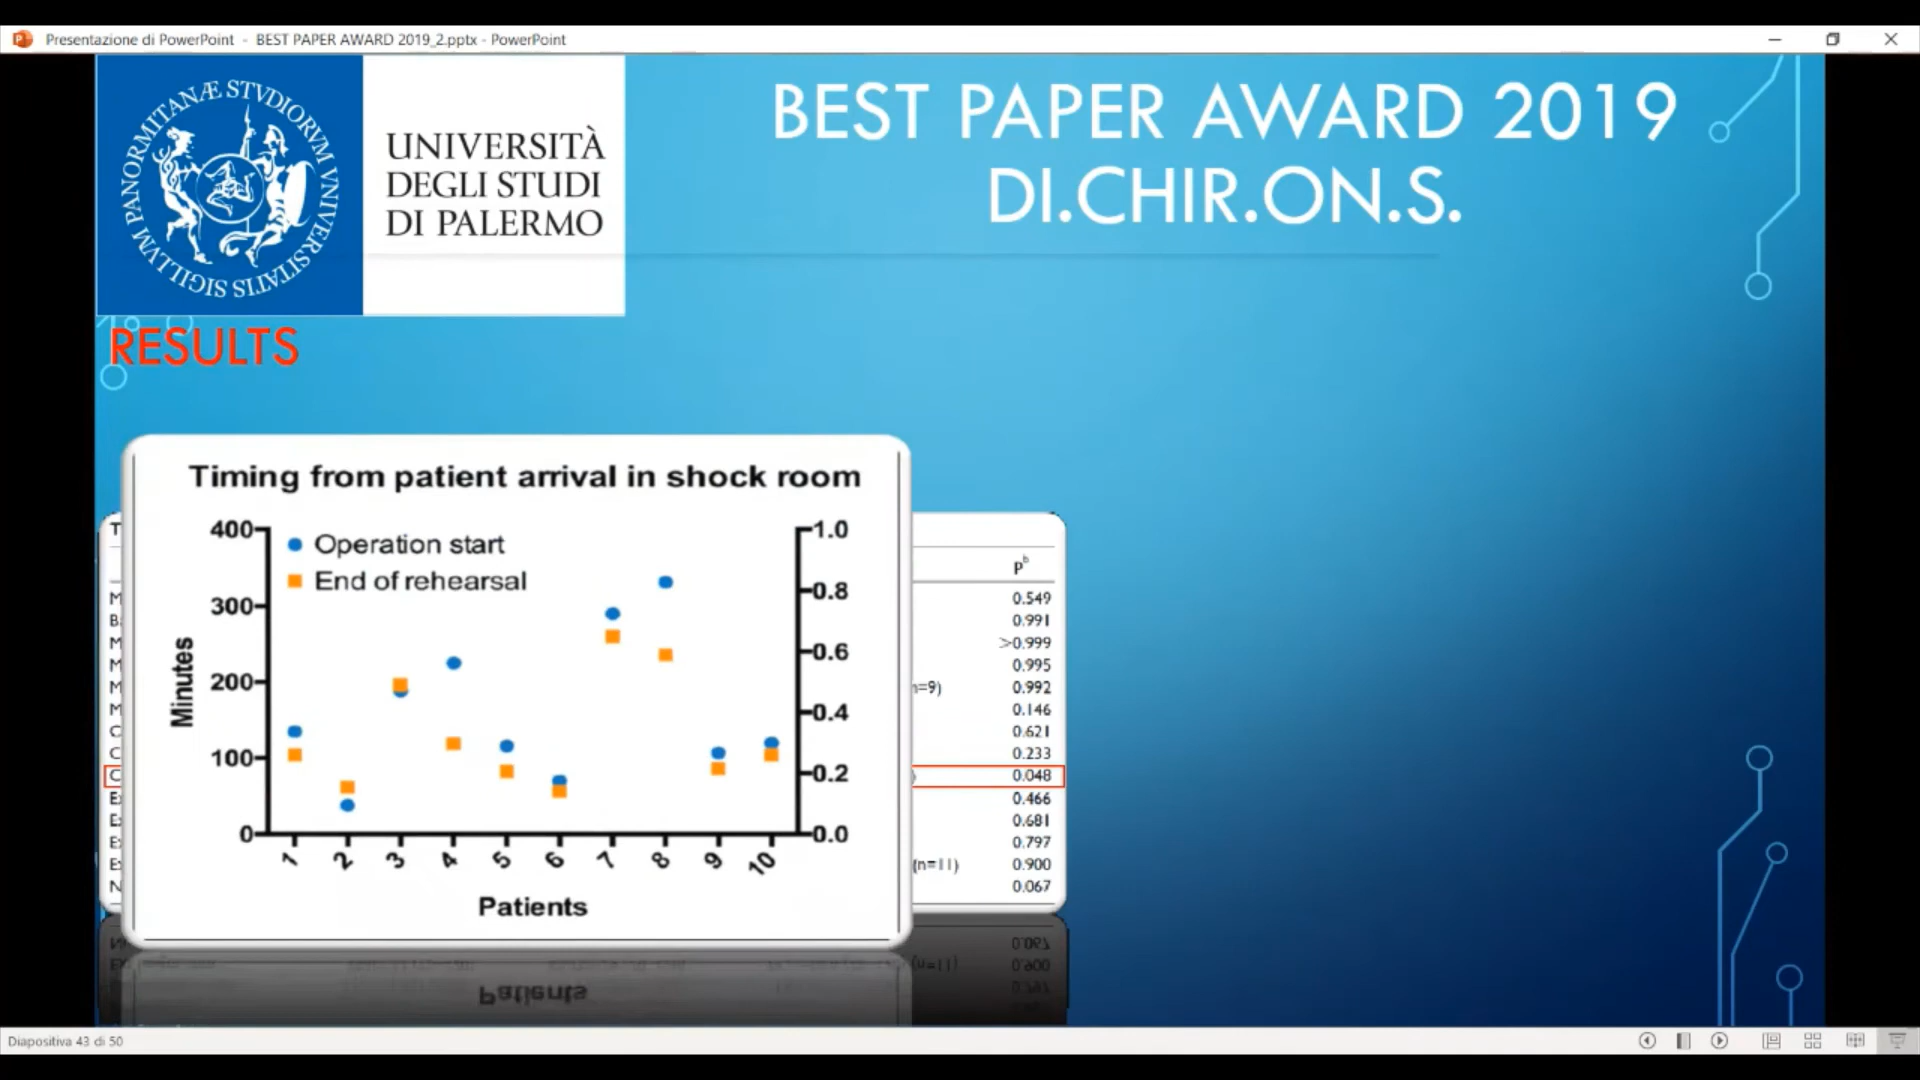 Presentazione di PowerPoint - BEST PAPER AWARD 2019_2.pptx - PowerPoint
SIGILLVM PANORMITANÆ STVDIORVM VNIVERSITATIS
UNIVERSITÀ
DEGLI STUDI
DI PALERMO
BEST PAPER AWARD 2019
DI.CHIR.ON.S.
RESULTS
Timing from patient arrival in shock room
Operation start
End of rehearsal
Minutes
400
300
200
100
0
1.0
0.8
0.6
0.4
0.2
0.0
1 2 3 4 5 6 7 8 9 10
Patients
T
Pᵇ
M 0.549
B 0.991
M >0.999
M 0.995
M n=9) 0.992
M 0.146
C 0.621
C 0.233
C ) 0.048
E 0.466
E 0.681
E 0.797
E (n=11) 0.900
N 0.067
Diapositiva 43 di 50